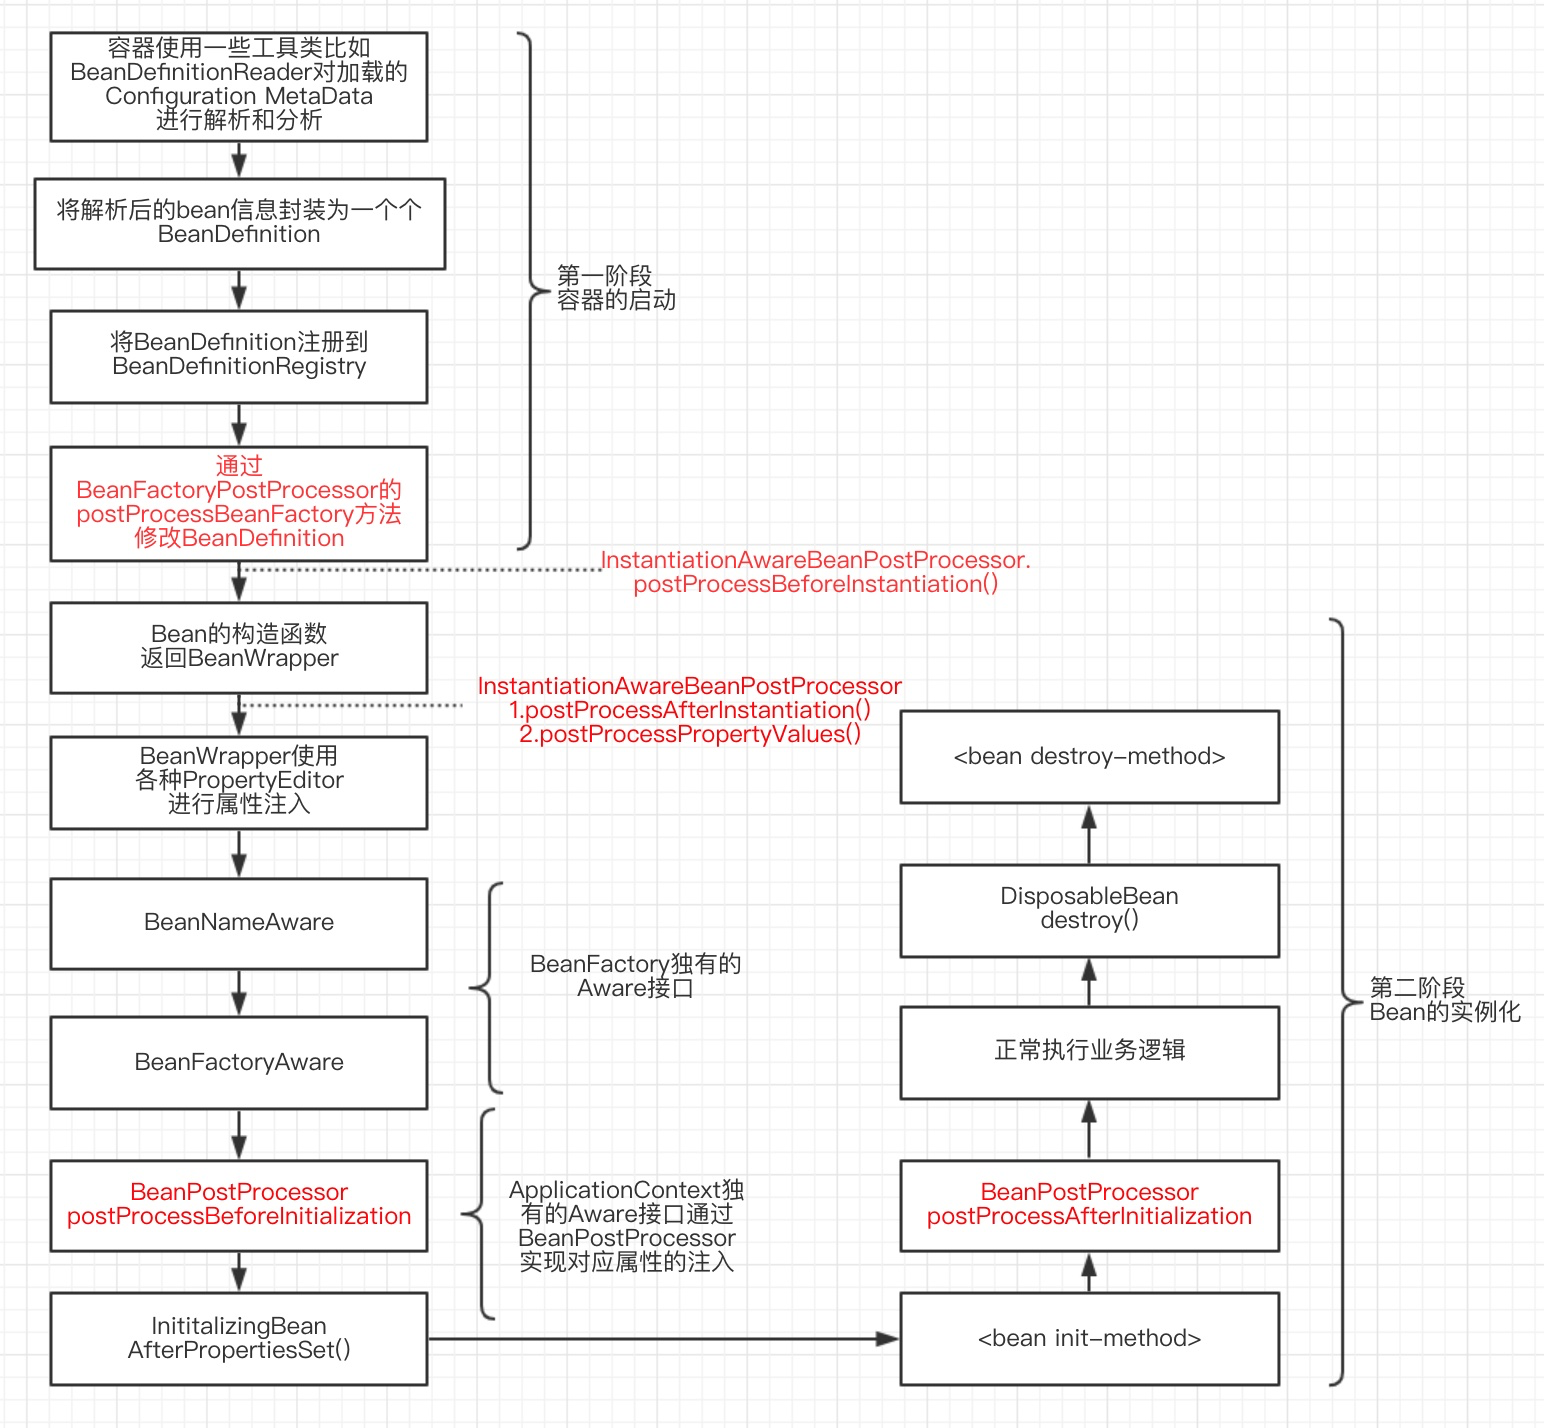 容器使用一些工具类比如
BeanDefinitionReader对加载的
Configuration MetaData
进行解析和分析
将解析后的bean信息封装为一个个
BeanDefinition
第一阶段
容器的启动
将BeanDefinition注册到
BeanDefinitionRegistry
通过
BeanFactoryPostProcessor的
postProcessBeanFactory方法
修改BeanDefinition
InstantiationAwareBeanPostProcessor.
postProcessBeforeInstantiation()
Bean的构造函数
返回BeanWrapper
InstantiationAwareBeanPostProcessor
1.postProcessAfterInstantiation()
2.postProcessPropertyValues()
BeanWrapper使用
各种PropertyEditor
进行属性注入
BeanNameAware
BeanFactory独有的
Aware接口
BeanFactoryAware
BeanPostProcessor
postProcessBeforeInitialization
ApplicationContext独
有的Aware接口通过
BeanPostProcessor
实现对应属性的注入
InititalizingBean
AfterPropertiesSet()
<bean init-method>
BeanPostProcessor
postProcessAfterInitialization
正常执行业务逻辑
DisposableBean
destroy()
<bean destroy-method>
第二阶段
Bean的实例化